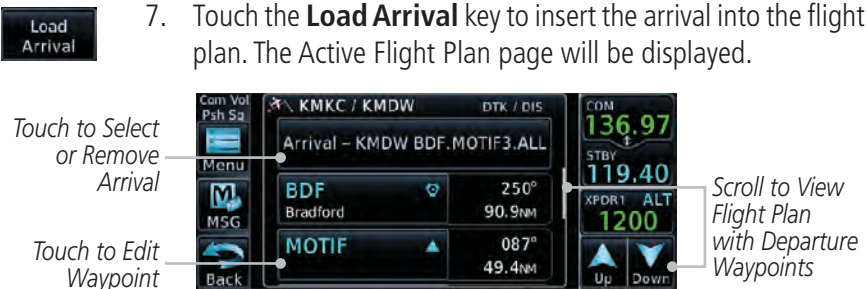 Load
Arrival
7. Touch the Load Arrival key to insert the arrival into the flight
plan. The Active Flight Plan page will be displayed.
Touch to Select
or Remove
Arrival
Touch to Edit
Waypoint
Com Vol
Psh Sq
Menu
MSG
Back
KMKC / KMDW DTK / DIS
Arrival – KMDW BDF.MOTIF3.ALL
BDF 250°
Bradford 90.9NM
MOTIF 087°
49.4NM
COM
136.97
STBY
119.40
XPDR1 ALT
1200
Up Down
Scroll to View
Flight Plan
with Departure
Waypoints